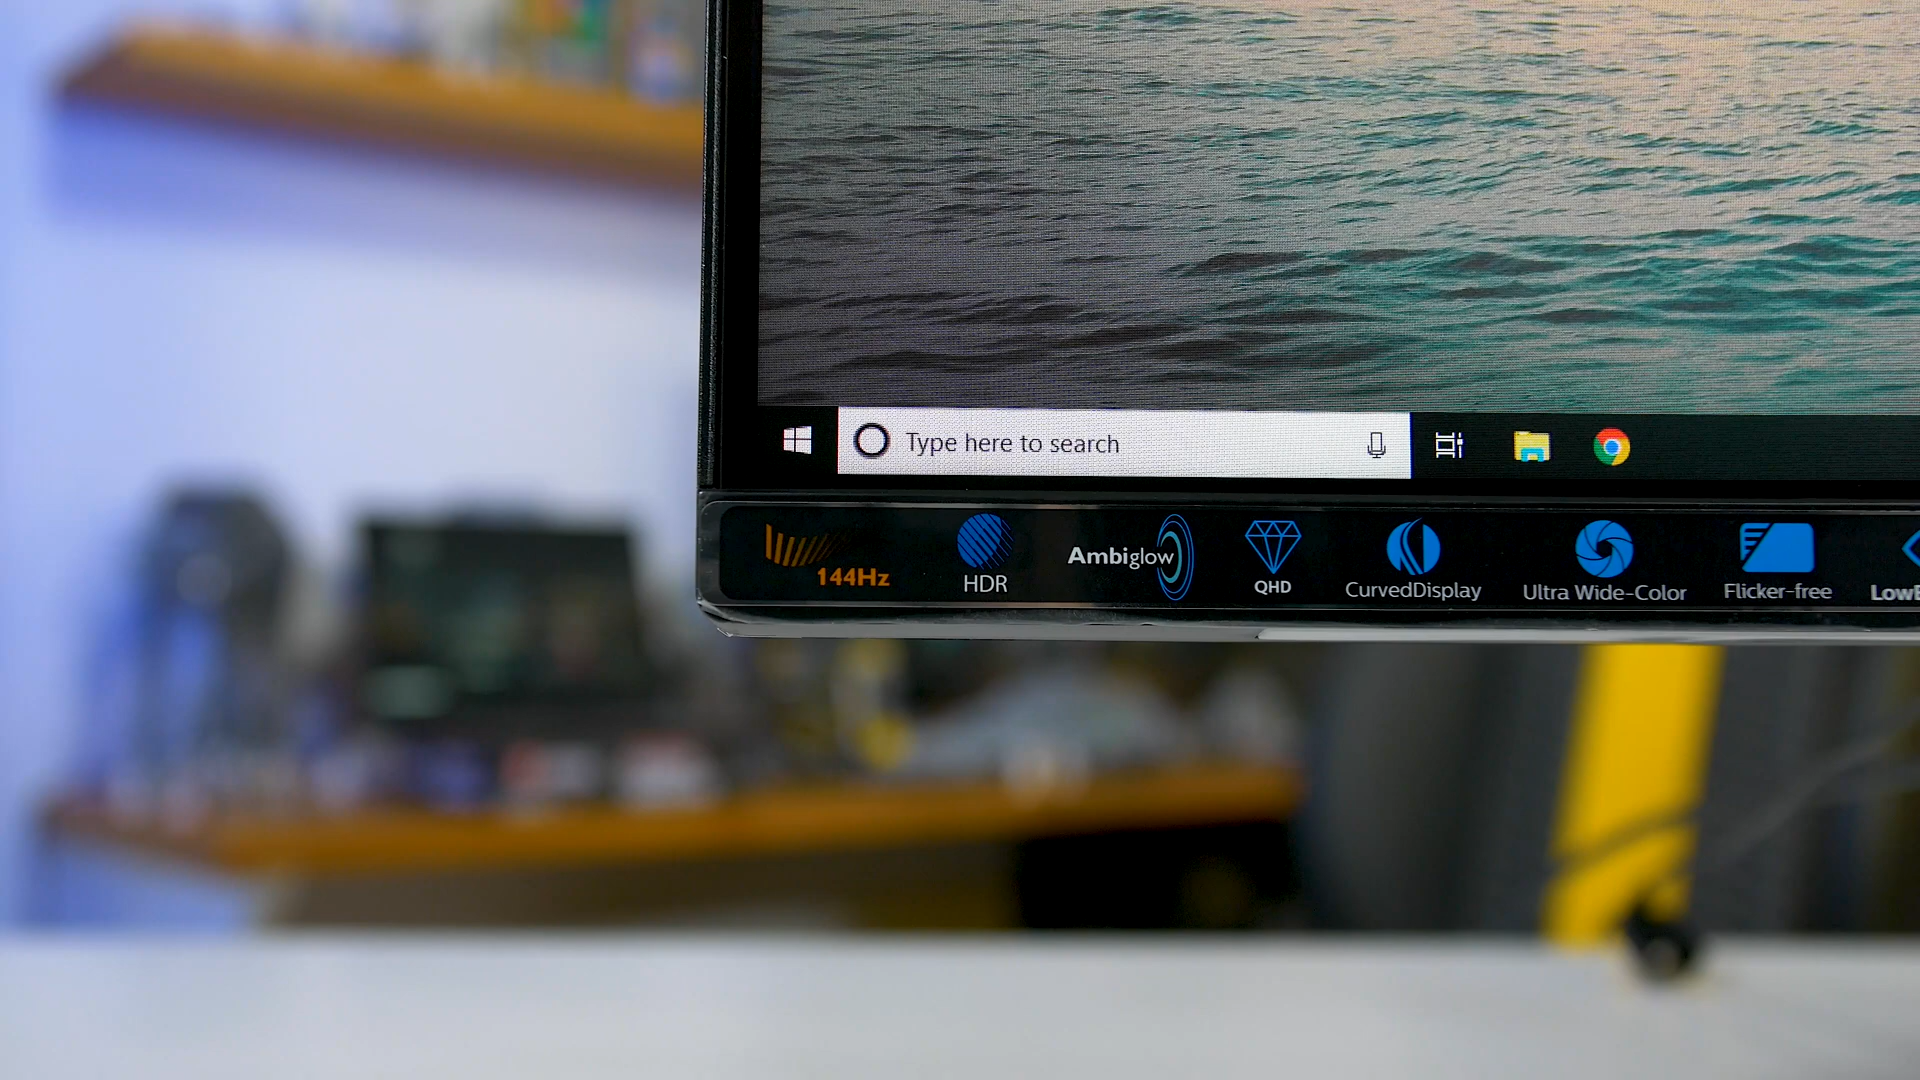 Type here to search
144Hz
HDR
Ambiglow
QHD
CurvedDisplay
Ultra Wide-Color
Flicker-free